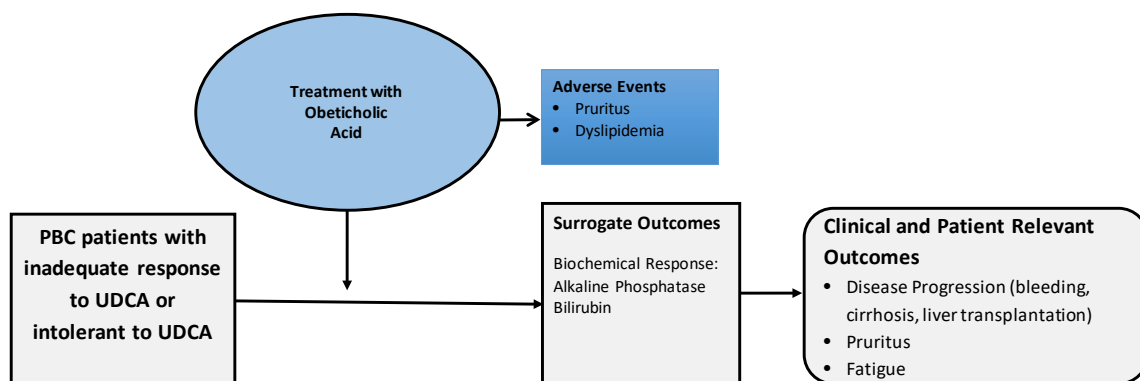 Treatment with
Obeticholic
Acid
Adverse Events
• Pruritus
• Dyslipidemia
PBC patients with
inadequate response
to UDCA or
intolerant to UDCA
Surrogate Outcomes
Biochemical Response:
Alkaline Phosphatase
Bilirubin
Clinical and Patient Relevant
Outcomes
• Disease Progression (bleeding,
cirrhosis, liver transplantation)
• Pruritus
• Fatigue